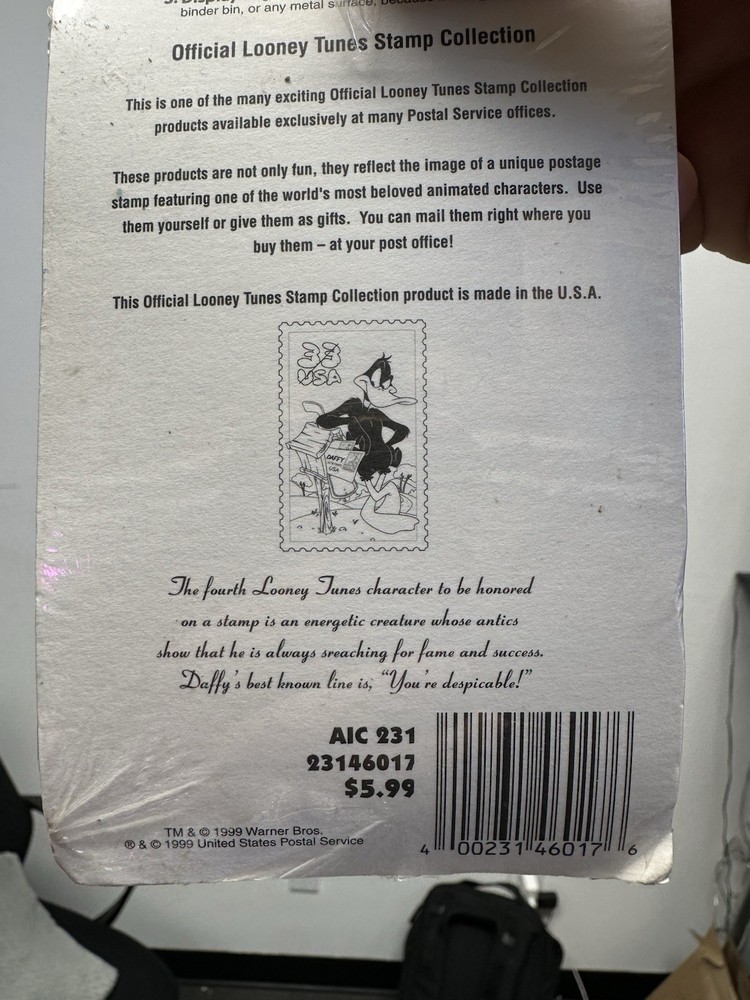 binder bin, or any metal surface, because
Official Looney Tunes Stamp Collection
This is one of the many exciting Official Looney Tunes Stamp Collection
products available exclusively at many Postal Service offices.
These products are not only fun, they reflect the image of a unique postage
stamp featuring one of the world's most beloved animated characters. Use
them yourself or give them as gifts. You can mail them right where you
buy them – at your post office!
This Official Looney Tunes Stamp Collection product is made in the U.S.A.
33
USA
DAFFY
USA
The fourth Looney Tunes character to be honored
on a stamp is an energetic creature whose antics
show that he is always sreaching for fame and success.
Daffy's best known line is, "You're despicable!"
AIC 231
23146017
$5.99
TM & © 1999 Warner Bros.
® & © 1999 United States Postal Service
4 00231 46017 6